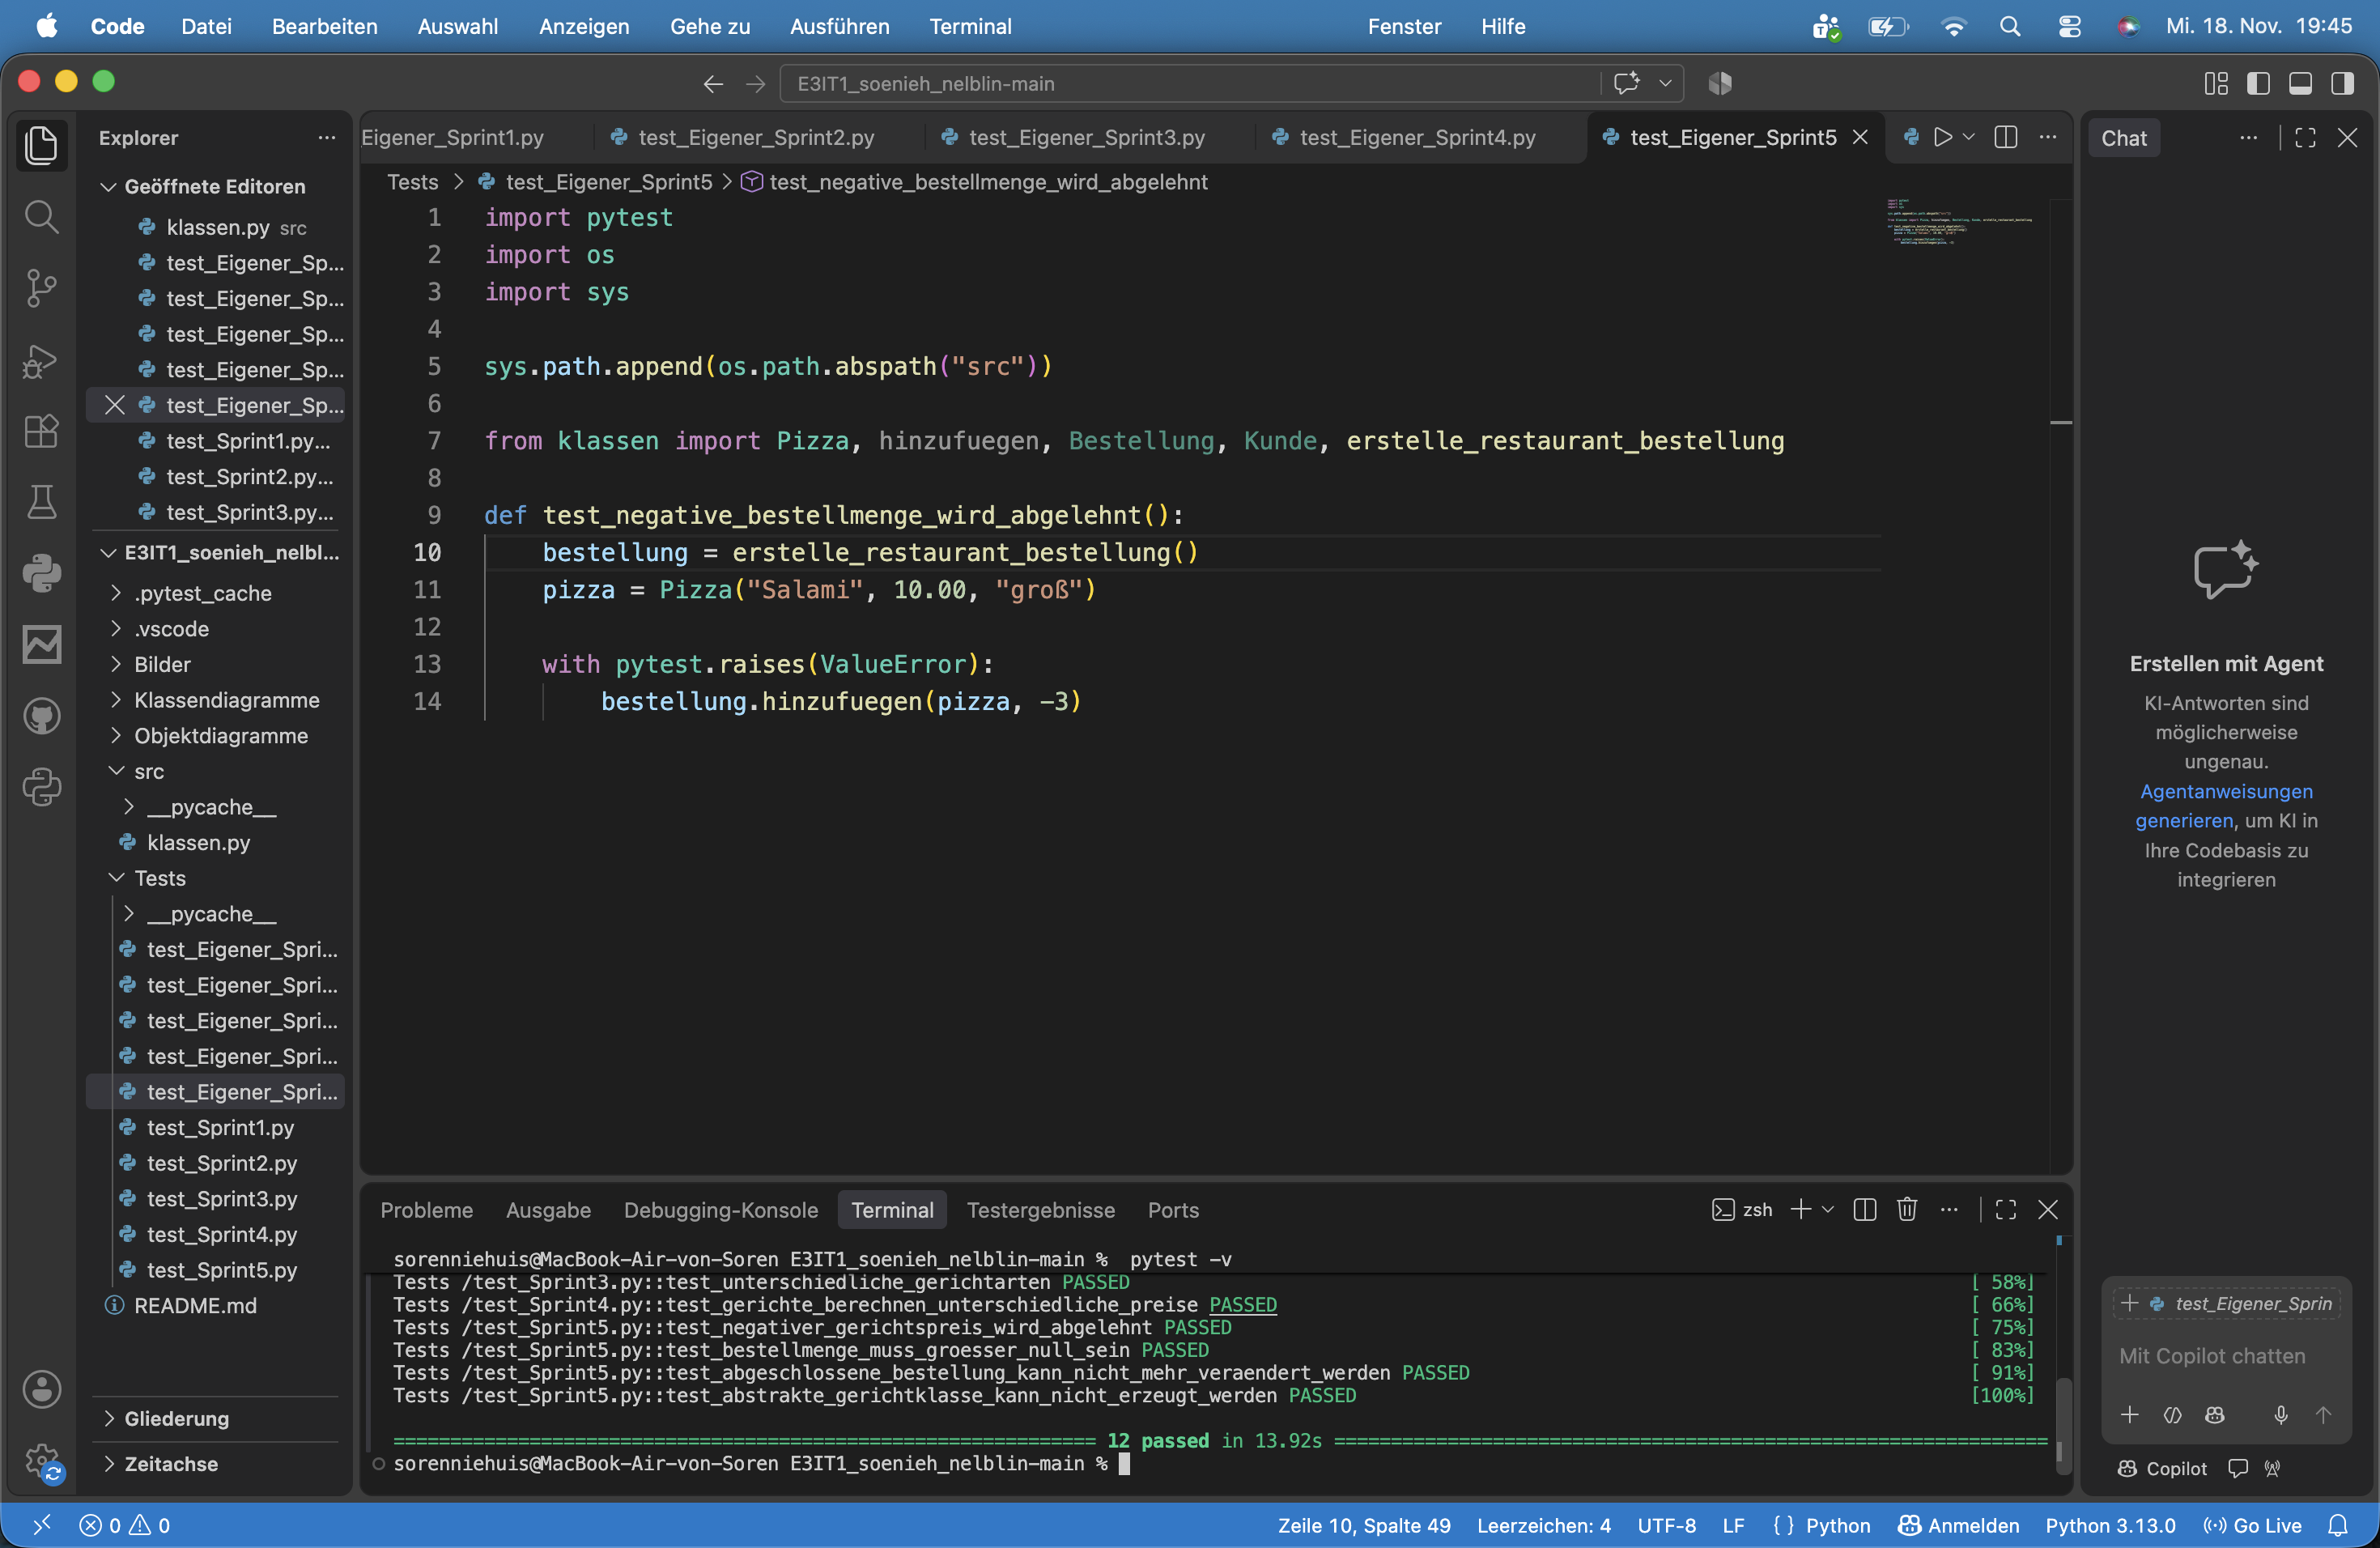 Code Datei Bearbeiten Auswahl Anzeigen Gehe zu Ausführen Terminal Fenster Hilfe Mi. 18. Nov. 19:45
E3IT1_soenieh_nelblin-main
Explorer
Geöffnete Editoren
klassen.py src
test_Eigener_Sp...
test_Eigener_Sp...
test_Eigener_Sp...
test_Eigener_Sp...
test_Eigener_Sp...
test_Sprint1.py...
test_Sprint2.py...
test_Sprint3.py...
E3IT1_soenieh_nelbl...
.pytest_cache
.vscode
Bilder
Klassendiagramme
Objektdiagramme
src
__pycache__
klassen.py
Tests
__pycache__
test_Eigener_Spri...
test_Eigener_Spri...
test_Eigener_Spri...
test_Eigener_Spri...
test_Eigener_Spri...
test_Sprint1.py
test_Sprint2.py
test_Sprint3.py
test_Sprint4.py
test_Sprint5.py
README.md
Gliederung
Zeitachse
Eigener_Sprint1.py test_Eigener_Sprint2.py test_Eigener_Sprint3.py test_Eigener_Sprint4.py test_Eigener_Sprint5
Tests > test_Eigener_Sprint5 > test_negative_bestellmenge_wird_abgelehnt
1 import pytest
2 import os
3 import sys
4
5 sys.path.append(os.path.abspath("src"))
6
7 from klassen import Pizza, hinzufuegen, Bestellung, Kunde, erstelle_restaurant_bestellung
8
9 def test_negative_bestellmenge_wird_abgelehnt():
10 bestellung = erstelle_restaurant_bestellung()
11 pizza = Pizza("Salami", 10.00, "groß")
12
13 with pytest.raises(ValueError):
14 bestellung.hinzufuegen(pizza, -3)
Probleme Ausgabe Debugging-Konsole Terminal Testergebnisse Ports zsh
sorenniehuis@MacBook-Air-von-Soren E3IT1_soenieh_nelblin-main % pytest -v
Tests /test_Sprint3.py::test_unterschiedliche_gerichtarten PASSED [ 58%]
Tests /test_Sprint4.py::test_gerichte_berechnen_unterschiedliche_preise PASSED [ 66%]
Tests /test_Sprint5.py::test_negativer_gerichtspreis_wird_abgelehnt PASSED [ 75%]
Tests /test_Sprint5.py::test_bestellmenge_muss_groesser_null_sein PASSED [ 83%]
Tests /test_Sprint5.py::test_abgeschlossene_bestellung_kann_nicht_mehr_veraendert_werden PASSED [ 91%]
Tests /test_Sprint5.py::test_abstrakte_gerichtklasse_kann_nicht_erzeugt_werden PASSED [100%]
12 passed in 13.92s
sorenniehuis@MacBook-Air-von-Soren E3IT1_soenieh_nelblin-main %
Chat
Erstellen mit Agent
KI-Antworten sind
möglicherweise
ungenau.
Agentanweisungen
generieren, um KI in
Ihre Codebasis zu
integrieren
test_Eigener_Sprin
Mit Copilot chatten
Copilot
0 0 Zeile 10, Spalte 49 Leerzeichen: 4 UTF-8 LF { } Python Anmelden Python 3.13.0 Go Live